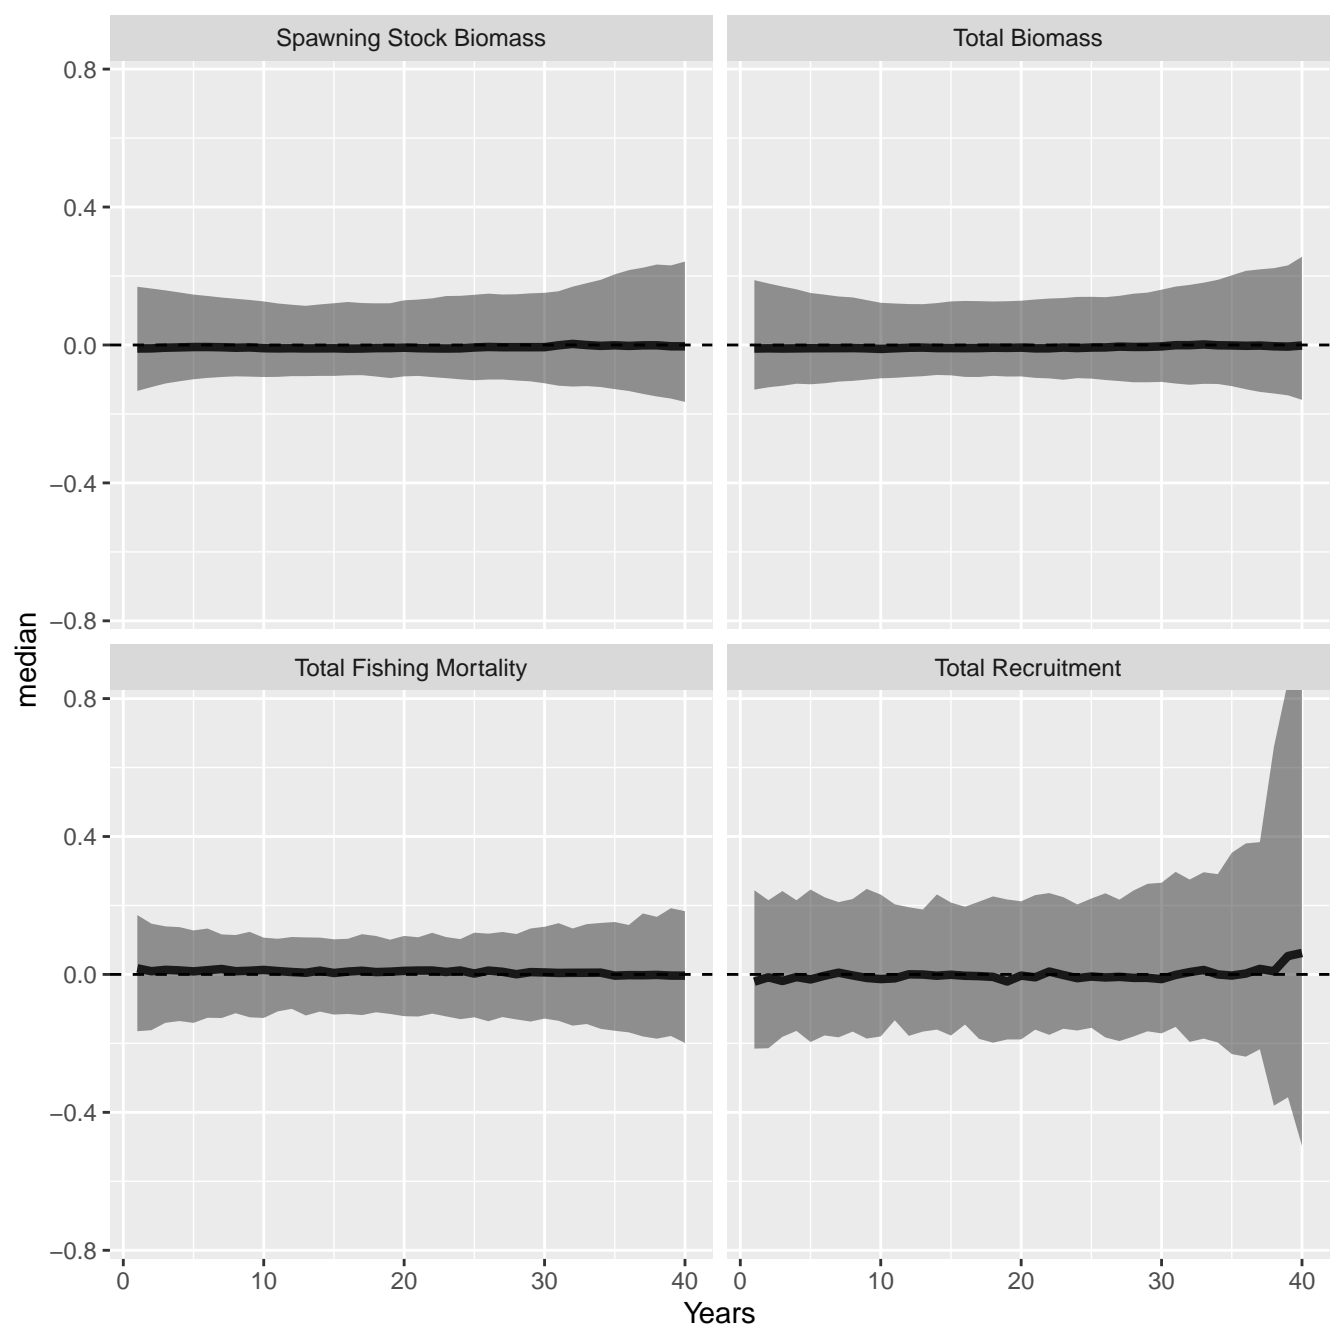 Spawning Stock Biomass
Total Biomass
0.8
0.4
0.0
−0.4
−0.8
median
Total Fishing Mortality
Total Recruitment
0.8
0.4
0.0
−0.4
−0.8
0 10 20 30 40
0 10 20 30 40
Years